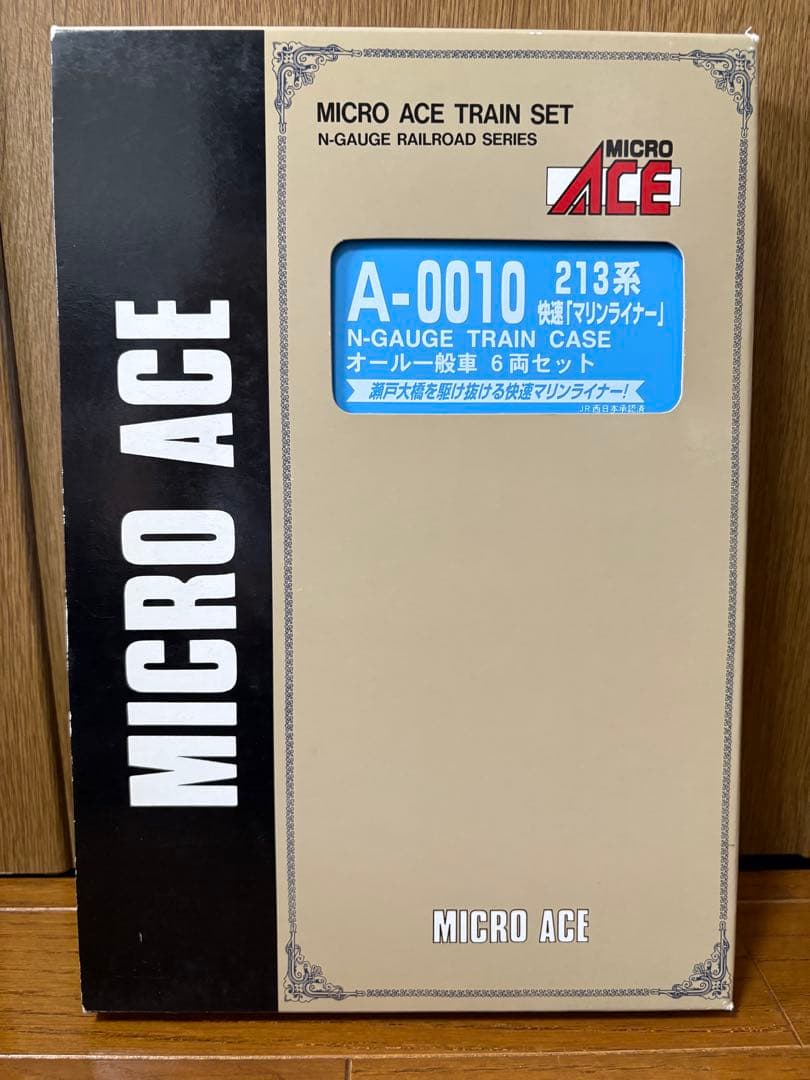 MICRO ACE
MICRO ACE TRAIN SET
N-GAUGE RAILROAD SERIES
MICRO
ACE
A-0010 213系
快速「マリンライナー」
N-GAUGE TRAIN CASE
オール一般車 6両セット
瀬戸大橋を駆け抜ける快速マリンライナー!
JR西日本承認済
MICRO ACE